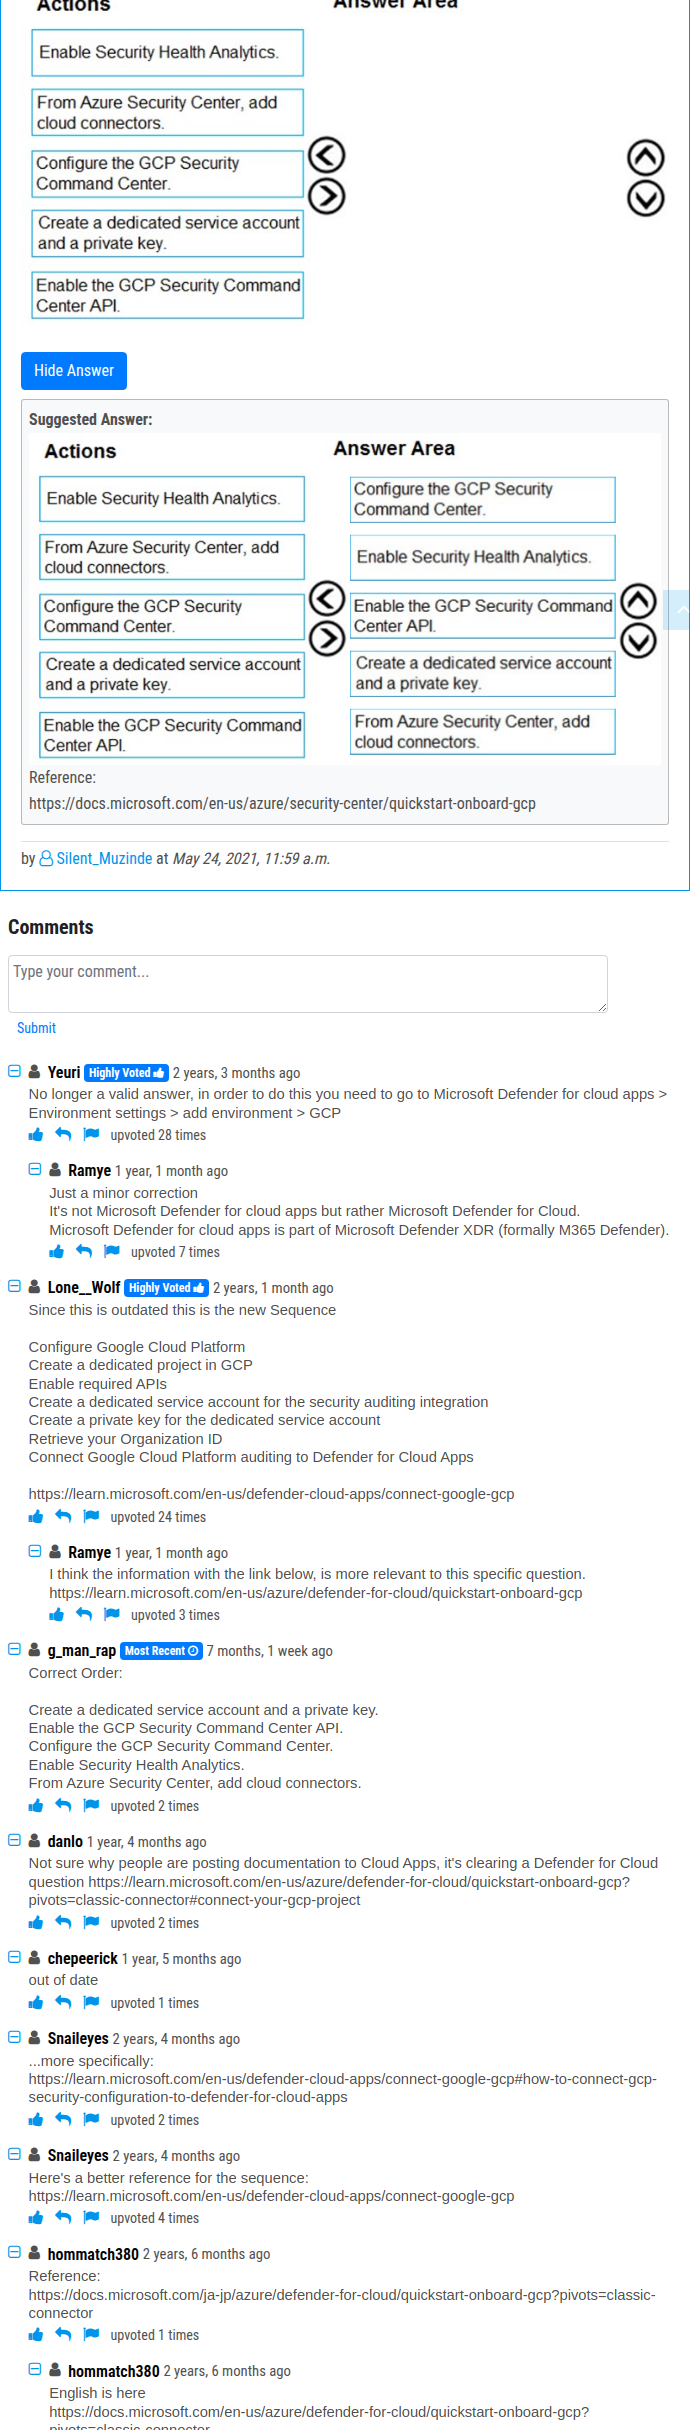 Actions
Answer Area
Enable Security Health Analytics.
From Azure Security Center, add
cloud connectors.
Configure the GCP Security
Command Center.
Create a dedicated service account
and a private key.
Enable the GCP Security Command
Center API.
Hide Answer
Suggested Answer:
Actions
Answer Area
Enable Security Health Analytics.
From Azure Security Center, add
cloud connectors.
Configure the GCP Security
Command Center.
Create a dedicated service account
and a private key.
Enable the GCP Security Command
Center API.
Configure the GCP Security
Command Center.
Enable Security Health Analytics.
Enable the GCP Security Command
Center API.
Create a dedicated service account
and a private key.
From Azure Security Center, add
cloud connectors.
Reference:
https://docs.microsoft.com/en-us/azure/security-center/quickstart-onboard-gcp
by Silent_Muzinde at May 24, 2021, 11:59 a.m.
Comments
Type your comment...
Submit
Yeuri Highly Voted 2 years, 3 months ago
No longer a valid answer, in order to do this you need to go to Microsoft Defender for cloud apps >
Environment settings > add environment > GCP
upvoted 28 times
Ramye 1 year, 1 month ago
Just a minor correction
It's not Microsoft Defender for cloud apps but rather Microsoft Defender for Cloud.
Microsoft Defender for cloud apps is part of Microsoft Defender XDR (formally M365 Defender).
upvoted 7 times
Lone__Wolf Highly Voted 2 years, 1 month ago
Since this is outdated this is the new Sequence
Configure Google Cloud Platform
Create a dedicated project in GCP
Enable required APIs
Create a dedicated service account for the security auditing integration
Create a private key for the dedicated service account
Retrieve your Organization ID
Connect Google Cloud Platform auditing to Defender for Cloud Apps
https://learn.microsoft.com/en-us/defender-cloud-apps/connect-google-gcp
upvoted 24 times
Ramye 1 year, 1 month ago
I think the information with the link below, is more relevant to this specific question.
https://learn.microsoft.com/en-us/azure/defender-for-cloud/quickstart-onboard-gcp
upvoted 3 times
g_man_rap Most Recent 7 months, 1 week ago
Correct Order:
Create a dedicated service account and a private key.
Enable the GCP Security Command Center API.
Configure the GCP Security Command Center.
Enable Security Health Analytics.
From Azure Security Center, add cloud connectors.
upvoted 2 times
danlo 1 year, 4 months ago
Not sure why people are posting documentation to Cloud Apps, it's clearing a Defender for Cloud
question https://learn.microsoft.com/en-us/azure/defender-for-cloud/quickstart-onboard-gcp?
pivots=classic-connector#connect-your-gcp-project
upvoted 2 times
chepeerick 1 year, 5 months ago
out of date
upvoted 1 times
Snaileyes 2 years, 4 months ago
...more specifically:
https://learn.microsoft.com/en-us/defender-cloud-apps/connect-google-gcp#how-to-connect-gcp-
security-configuration-to-defender-for-cloud-apps
upvoted 2 times
Snaileyes 2 years, 4 months ago
Here's a better reference for the sequence:
https://learn.microsoft.com/en-us/defender-cloud-apps/connect-google-gcp
upvoted 4 times
hommatch380 2 years, 6 months ago
Reference:
https://docs.microsoft.com/ja-jp/azure/defender-for-cloud/quickstart-onboard-gcp?pivots=classic-
connector
upvoted 1 times
hommatch380 2 years, 6 months ago
English is here
https://docs.microsoft.com/en-us/azure/defender-for-cloud/quickstart-onboard-gcp?
pivots=classic-connector